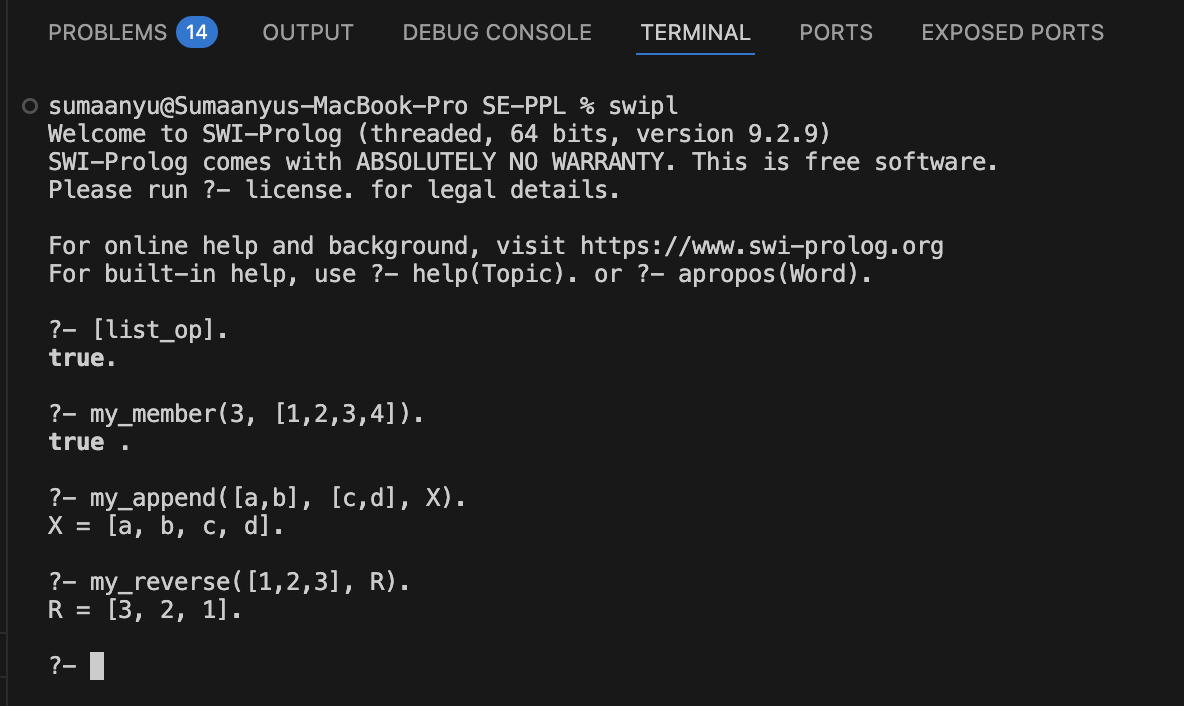 PROBLEMS 14 OUTPUT DEBUG CONSOLE TERMINAL PORTS EXPOSED PORTS
sumaanyu@Sumaanyus-MacBook-Pro SE-PPL % swipl
Welcome to SWI-Prolog (threaded, 64 bits, version 9.2.9)
SWI-Prolog comes with ABSOLUTELY NO WARRANTY. This is free software.
Please run ?- license. for legal details.
For online help and background, visit https://www.swi-prolog.org
For built-in help, use ?- help(Topic). or ?- apropos(Word).
?- [list_op].
true.
?- my_member(3, [1,2,3,4]).
true .
?- my_append([a,b], [c,d], X).
X = [a, b, c, d].
?- my_reverse([1,2,3], R).
R = [3, 2, 1].
?-